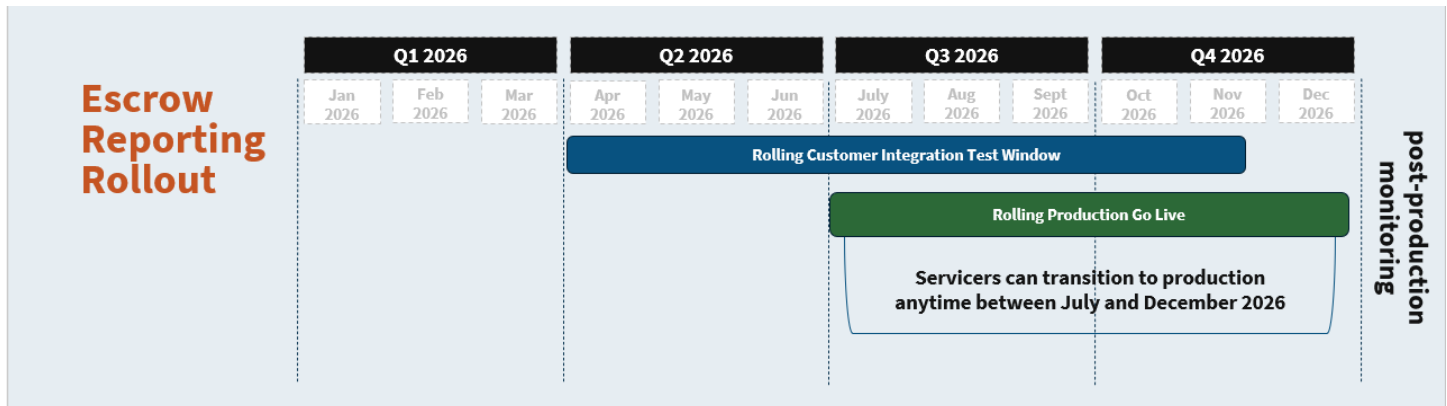 Escrow
Reporting
Rollout
Q1 2026
Q2 2026
Q3 2026
Q4 2026
Jan
2026
Feb
2026
Mar
2026
Apr
2026
May
2026
Jun
2026
July
2026
Aug
2026
Sept
2026
Oct
2026
Nov
2026
Dec
2026
Rolling Customer Integration Test Window
Rolling Production Go Live
Servicers can transition to production
anytime between July and December 2026
post-production
monitoring